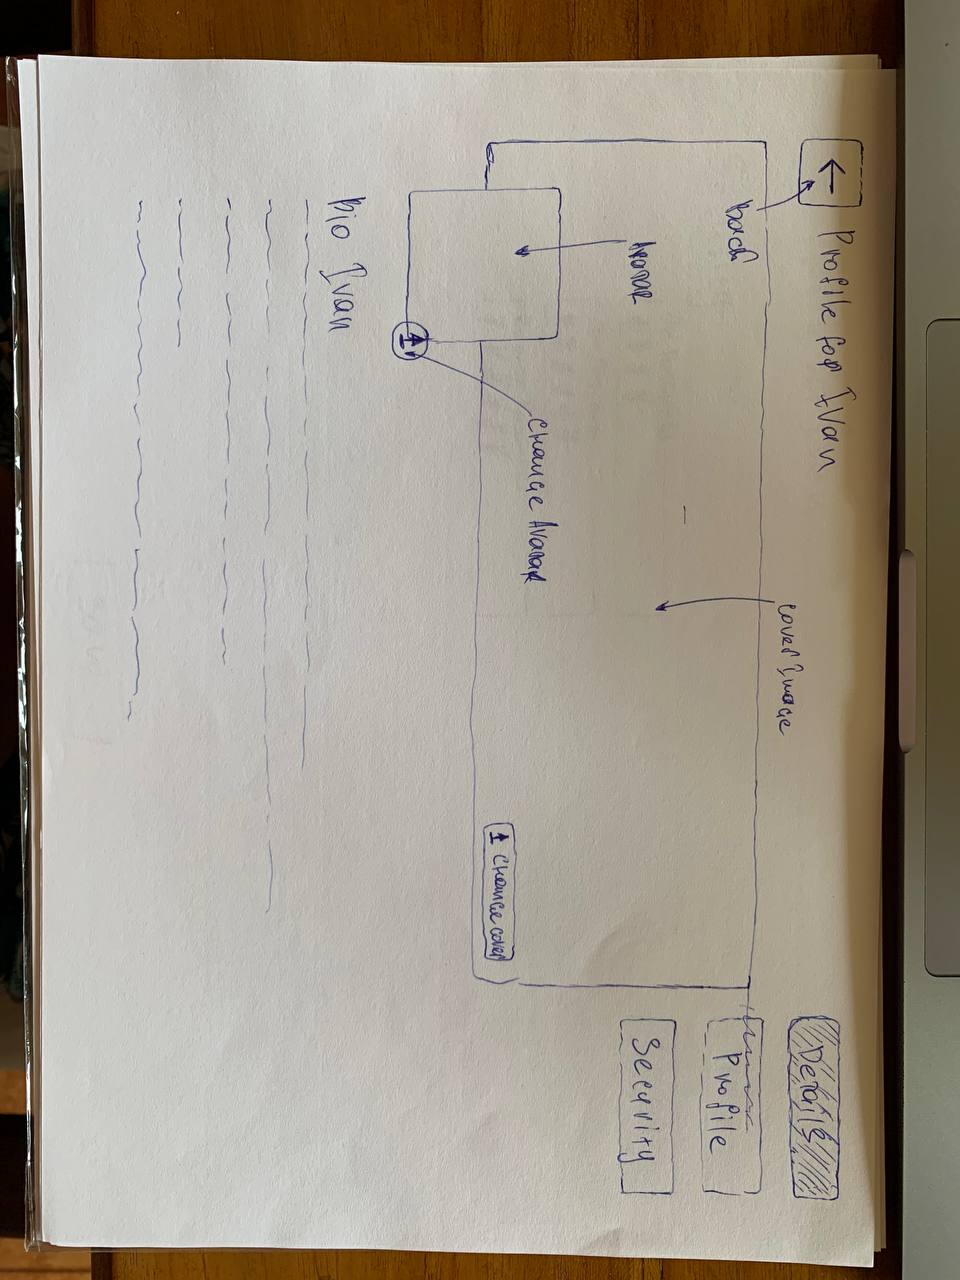 Profile for Ivan
Back
Cover Image
Avatar
Change Avatar
Change cover
Details
Profile
Security
Bio Ivan